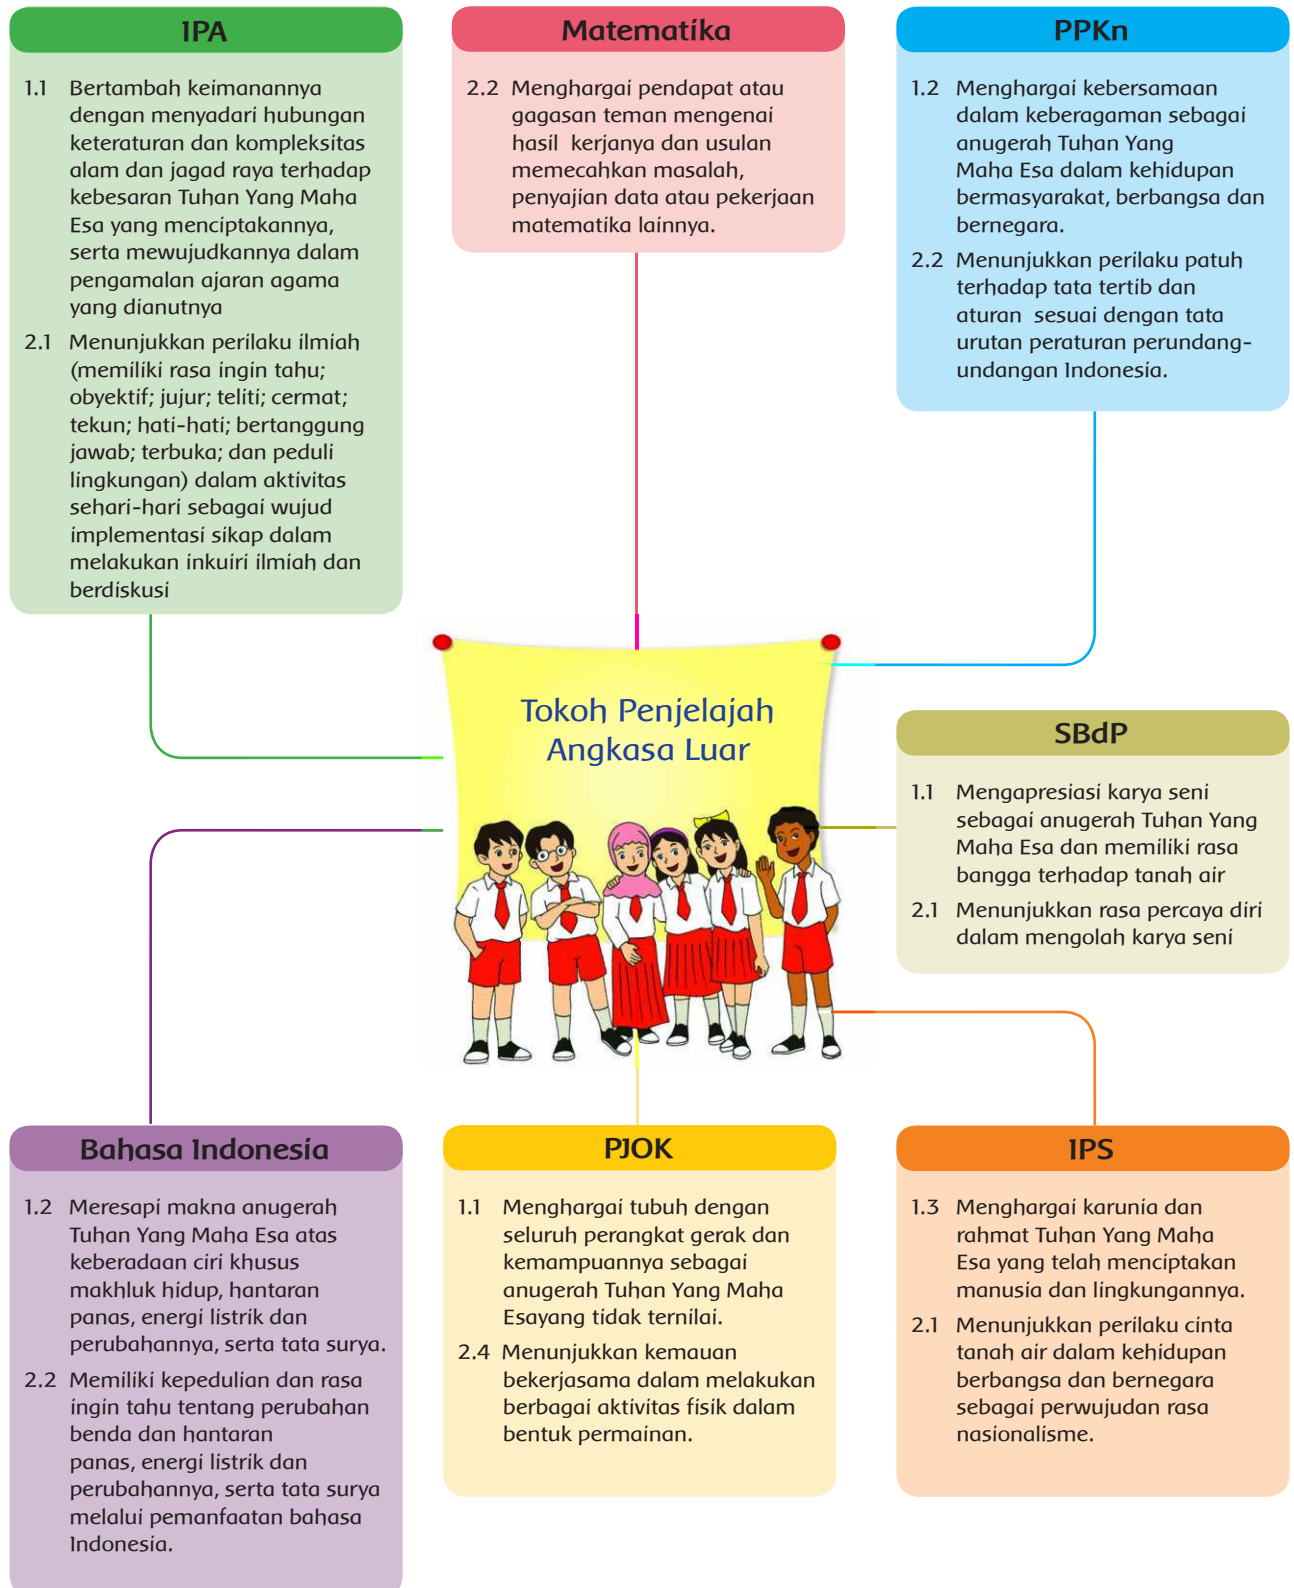 IPA
1.1 Bertambah keimanannya
dengan menyadari hubungan
keteraturan dan kompleksitas
alam dan jagad raya terhadap
kebesaran Tuhan Yang Maha
Esa yang menciptakannya,
serta mewujudkannya dalam
pengamalan ajaran agama
yang dianutnya
2.1 Menunjukkan perilaku ilmiah
(memiliki rasa ingin tahu;
obyektif; jujur; teliti; cermat;
tekun; hati-hati; bertanggung
jawab; terbuka; dan peduli
lingkungan) dalam aktivitas
sehari-hari sebagai wujud
implementasi sikap dalam
melakukan inkuiri ilmiah dan
berdiskusi
Matematika
2.2 Menghargai pendapat atau
gagasan teman mengenai
hasil kerjanya dan usulan
memecahkan masalah,
penyajian data atau pekerjaan
matematika lainnya.
PPKn
1.2 Menghargai kebersamaan
dalam keberagaman sebagai
anugerah Tuhan Yang
Maha Esa dalam kehidupan
bermasyarakat, berbangsa dan
bernegara.
2.2 Menunjukkan perilaku patuh
terhadap tata tertib dan
aturan sesuai dengan tata
urutan peraturan perundang-
undangan Indonesia.
Tokoh Penjelajah
Angkasa Luar
SBdP
1.1 Mengapresiasi karya seni
sebagai anugerah Tuhan Yang
Maha Esa dan memiliki rasa
bangga terhadap tanah air
2.1 Menunjukkan rasa percaya diri
dalam mengolah karya seni
Bahasa Indonesia
1.2 Meresapi makna anugerah
Tuhan Yang Maha Esa atas
keberadaan ciri khusus
makhluk hidup, hantaran
panas, energi listrik dan
perubahannya, serta tata surya.
2.2 Memiliki kepedulian dan rasa
ingin tahu tentang perubahan
benda dan hantaran
panas, energi listrik dan
perubahannya, serta tata surya
melalui pemanfaatan bahasa
Indonesia.
PJOK
1.1 Menghargai tubuh dengan
seluruh perangkat gerak dan
kemampuannya sebagai
anugerah Tuhan Yang Maha
Esayang tidak ternilai.
2.4 Menunjukkan kemauan
bekerjasama dalam melakukan
berbagai aktivitas fisik dalam
bentuk permainan.
IPS
1.3 Menghargai karunia dan
rahmat Tuhan Yang Maha
Esa yang telah menciptakan
manusia dan lingkungannya.
2.1 Menunjukkan perilaku cinta
tanah air dalam kehidupan
berbangsa dan bernegara
sebagai perwujudan rasa
nasionalisme.